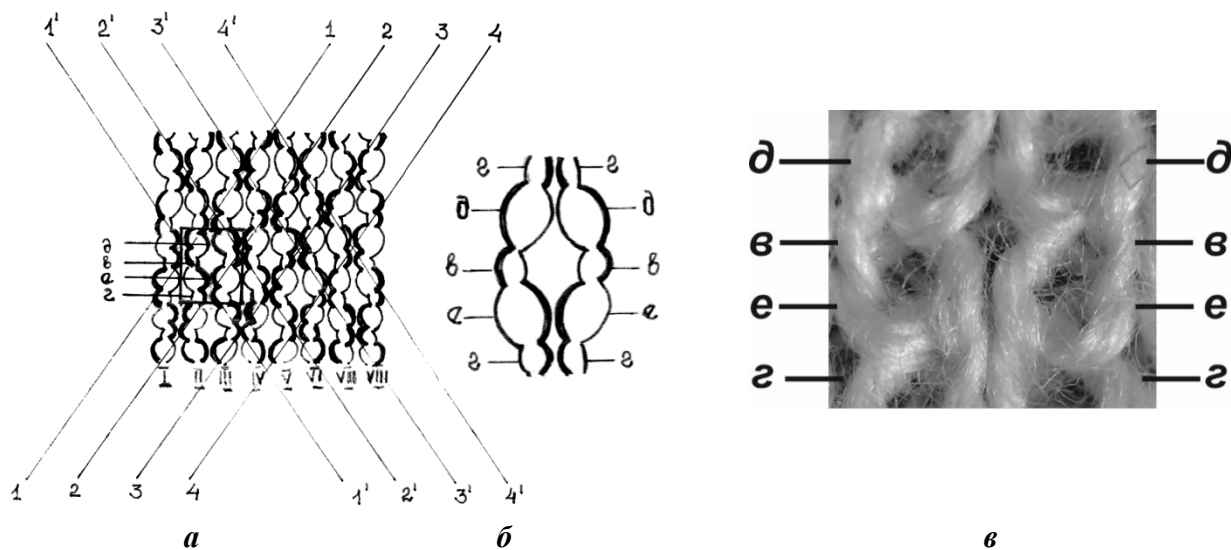 1' 2' 3' 4' 1 2 3 4
г г
д д
в в
е е
г г
д
в
е
г
I II III IV V VI VII VIII
1 2 3 4 1' 2' 3' 4'
д д
в в
е е
г г
а б в